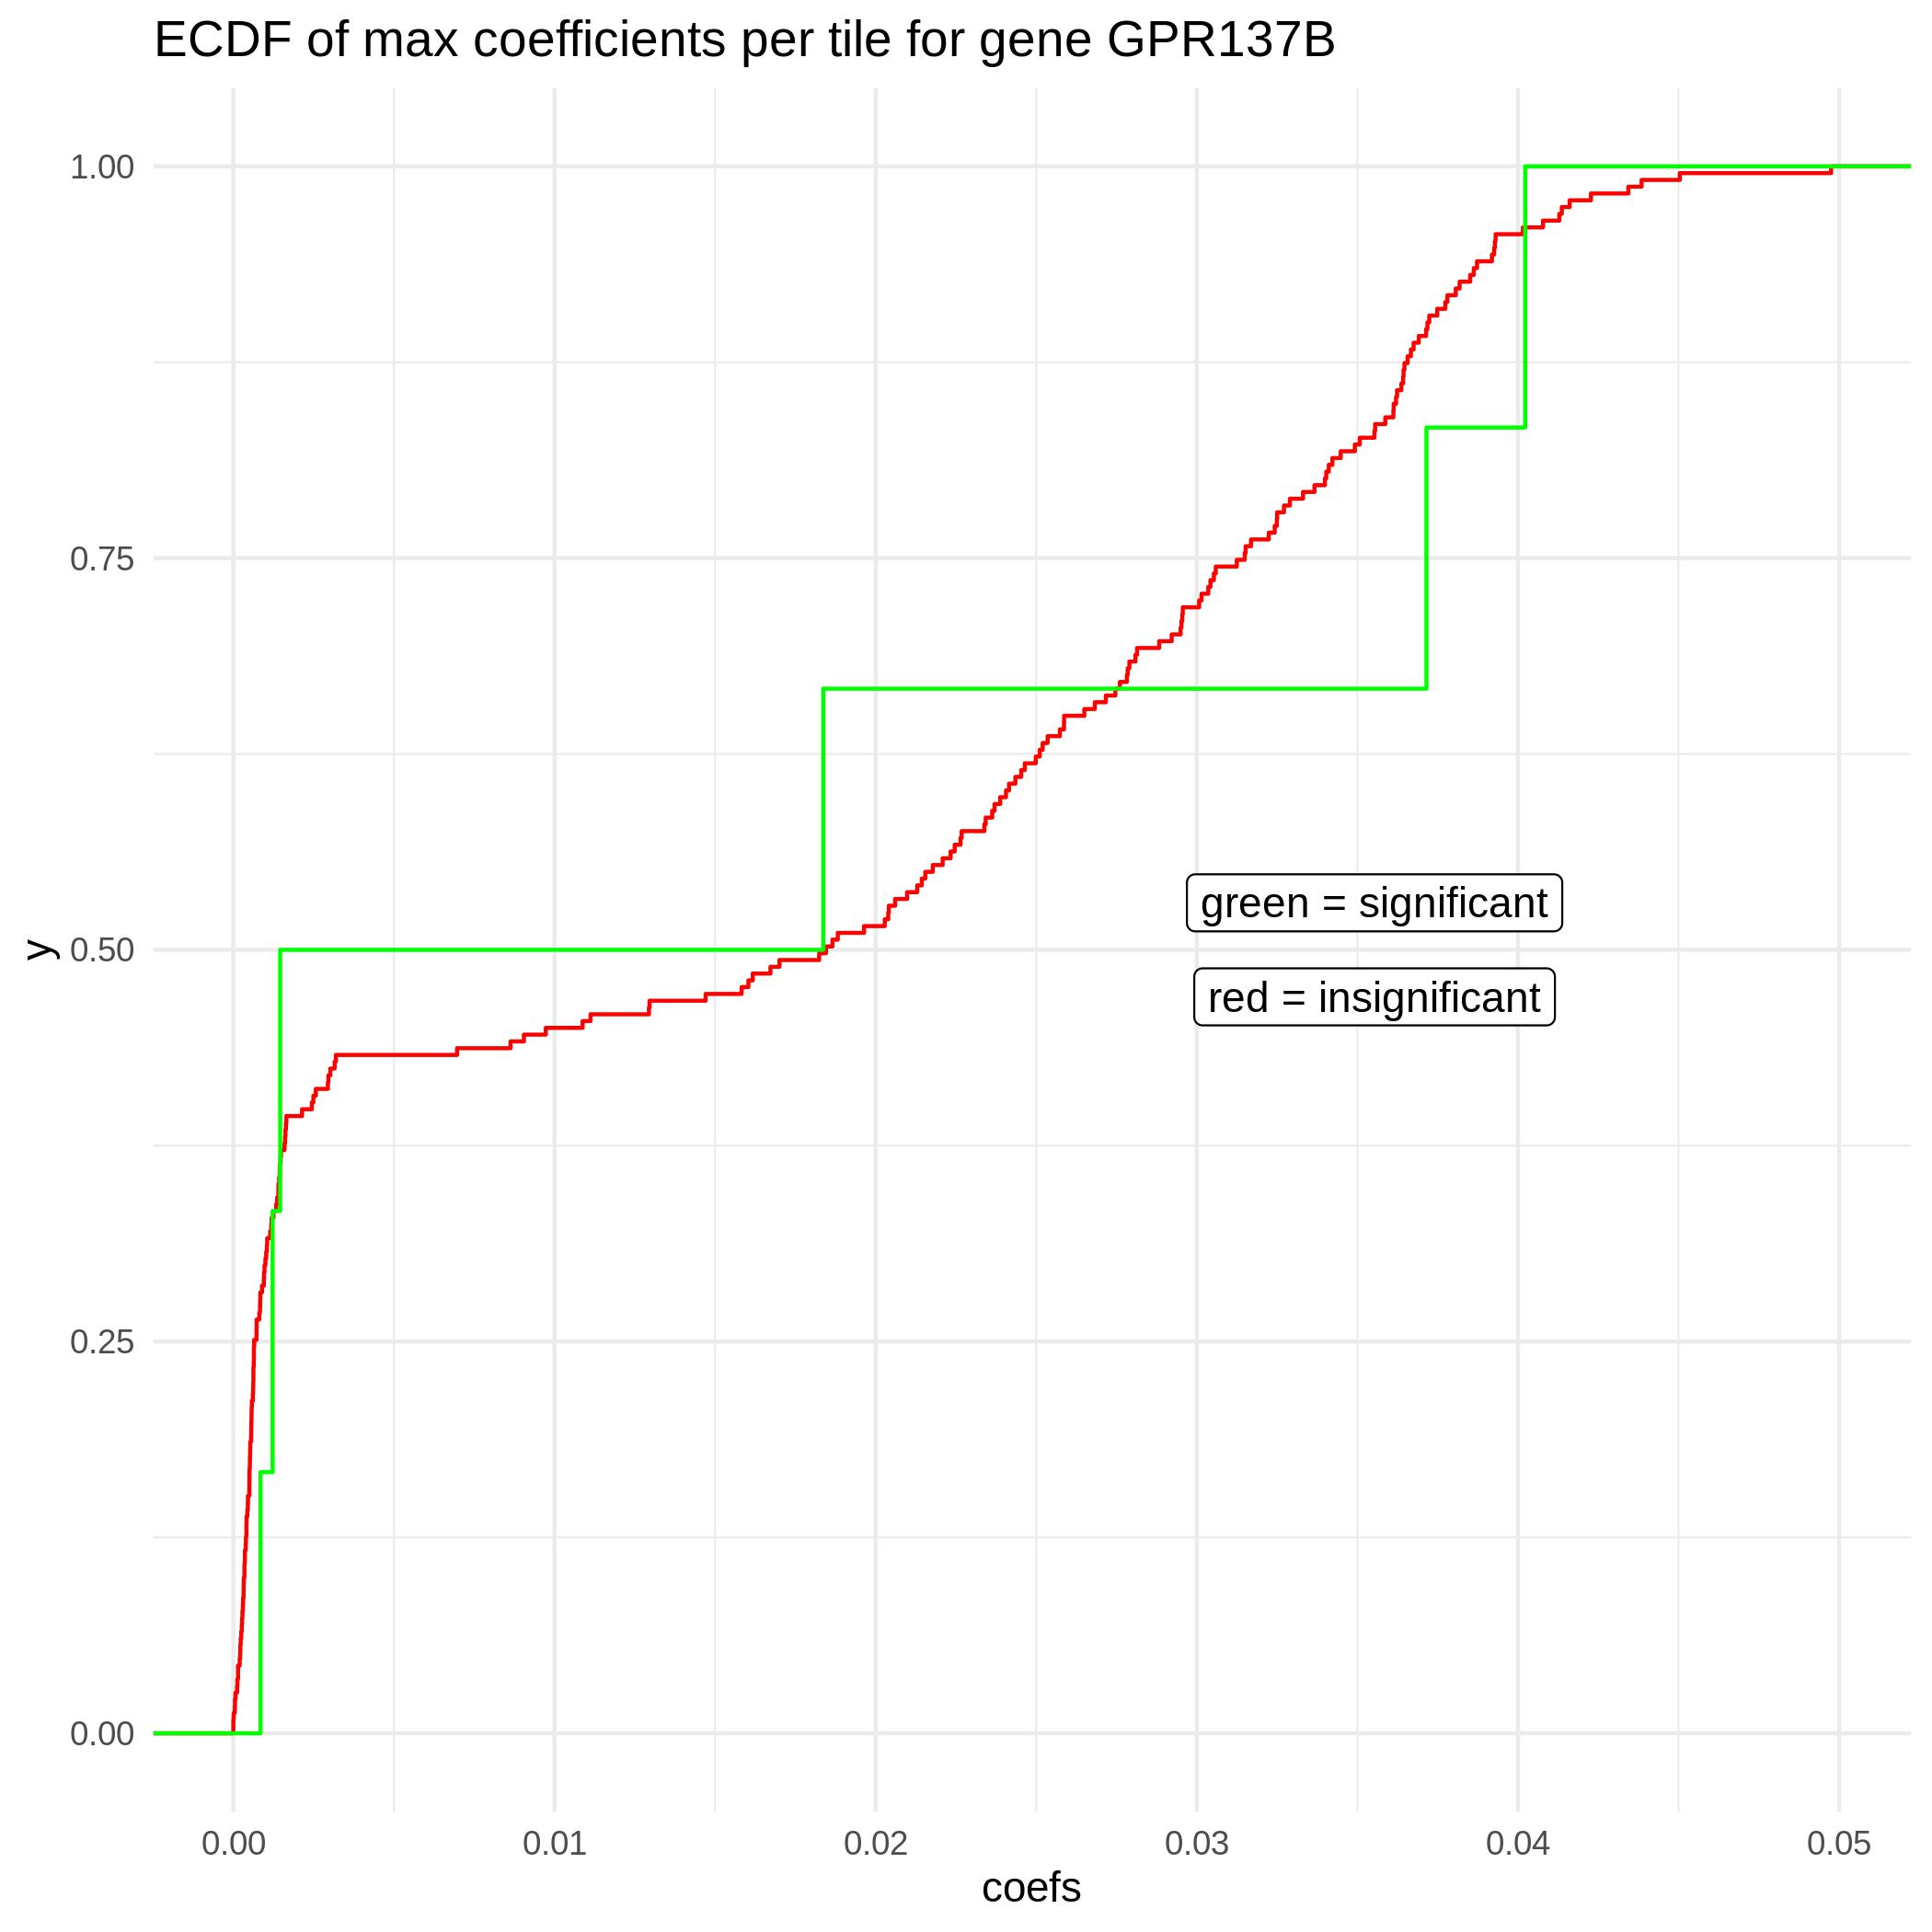 ECDF of max coefficients per tile for gene GPR137B
1.00
0.75
0.50
0.25
0.00
y
green = significant
red = insignificant
0.00 0.01 0.02 0.03 0.04 0.05
coefs